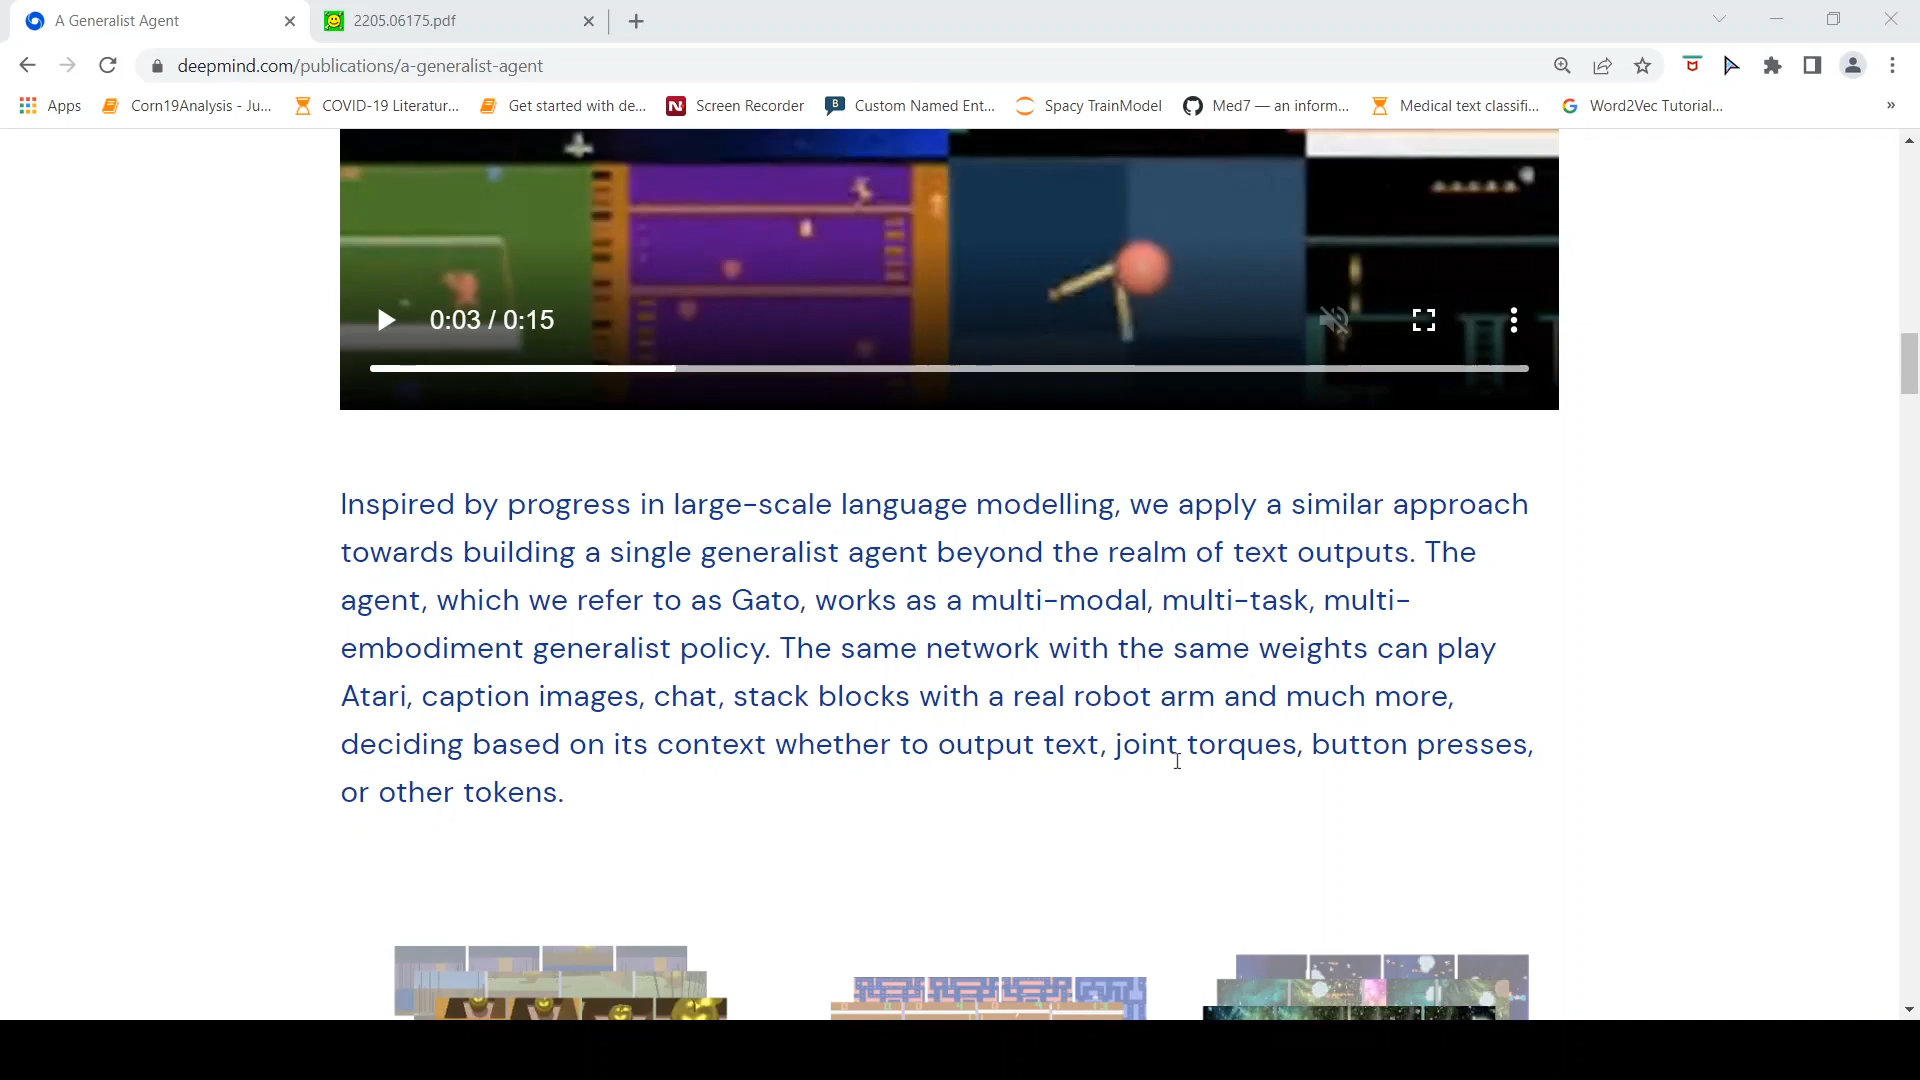 A Generalist Agent
2205.06175.pdf
deepmind.com/publications/a-generalist-agent
Apps
Corn19Analysis - Ju...
COVID-19 Literatur...
Get started with de...
Screen Recorder
Custom Named Ent...
Spacy TrainModel
Med7 — an inform...
Medical text classifi...
Word2Vec Tutorial...
0:03 / 0:15
Inspired by progress in large-scale language modelling, we apply a similar approach
towards building a single generalist agent beyond the realm of text outputs. The
agent, which we refer to as Gato, works as a multi-modal, multi-task, multi-
embodiment generalist policy. The same network with the same weights can play
Atari, caption images, chat, stack blocks with a real robot arm and much more,
deciding based on its context whether to output text, joint torques, button presses,
or other tokens.